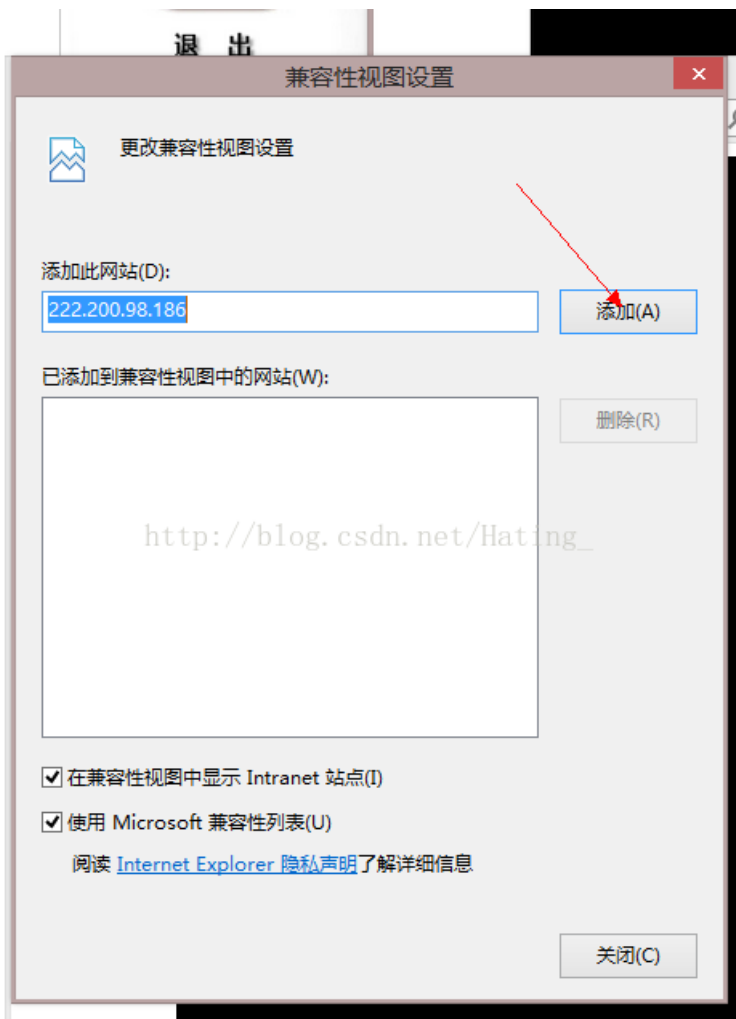 退 出
兼容性视图设置
更改兼容性视图设置
添加此网站(D):
222.200.98.186
添加(A)
已添加到兼容性视图中的网站(W):
删除(R)
http://blog.csdn.net/Hating_
在兼容性视图中显示 Intranet 站点(I)
使用 Microsoft 兼容性列表(U)
阅读 Internet Explorer 隐私声明了解详细信息
关闭(C)